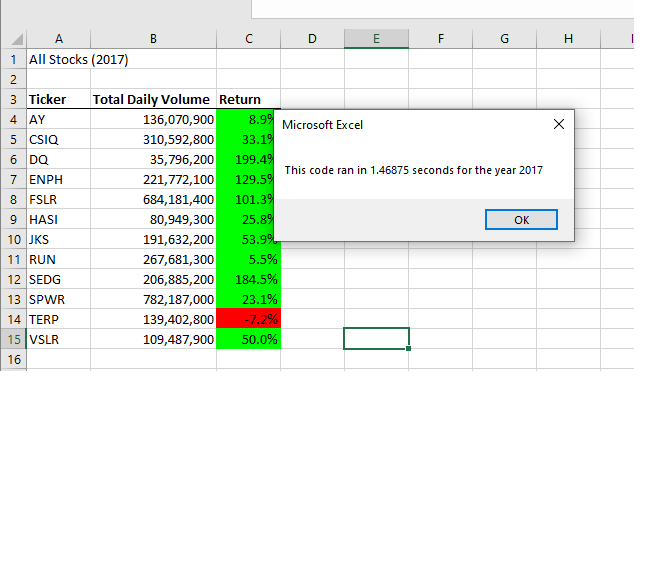 A B C D E F G H
1 All Stocks (2017)
2
3 Ticker Total Daily Volume Return
Microsoft Excel
4 AY 136,070,900 8.9%
5 CSIQ 310,592,800 33.1%
6 DQ 35,796,200 199.4%
This code ran in 1.46875 seconds for the year 2017
7 ENPH 221,772,100 129.5%
8 FSLR 684,181,400 101.3%
9 HASI 80,949,300 25.8%
OK
10 JKS 191,632,200 53.9%
11 RUN 267,681,300 5.5%
12 SEDG 206,885,200 184.5%
13 SPWR 782,187,000 23.1%
14 TERP 139,402,800 -7.2%
15 VSLR 109,487,900 50.0%
16